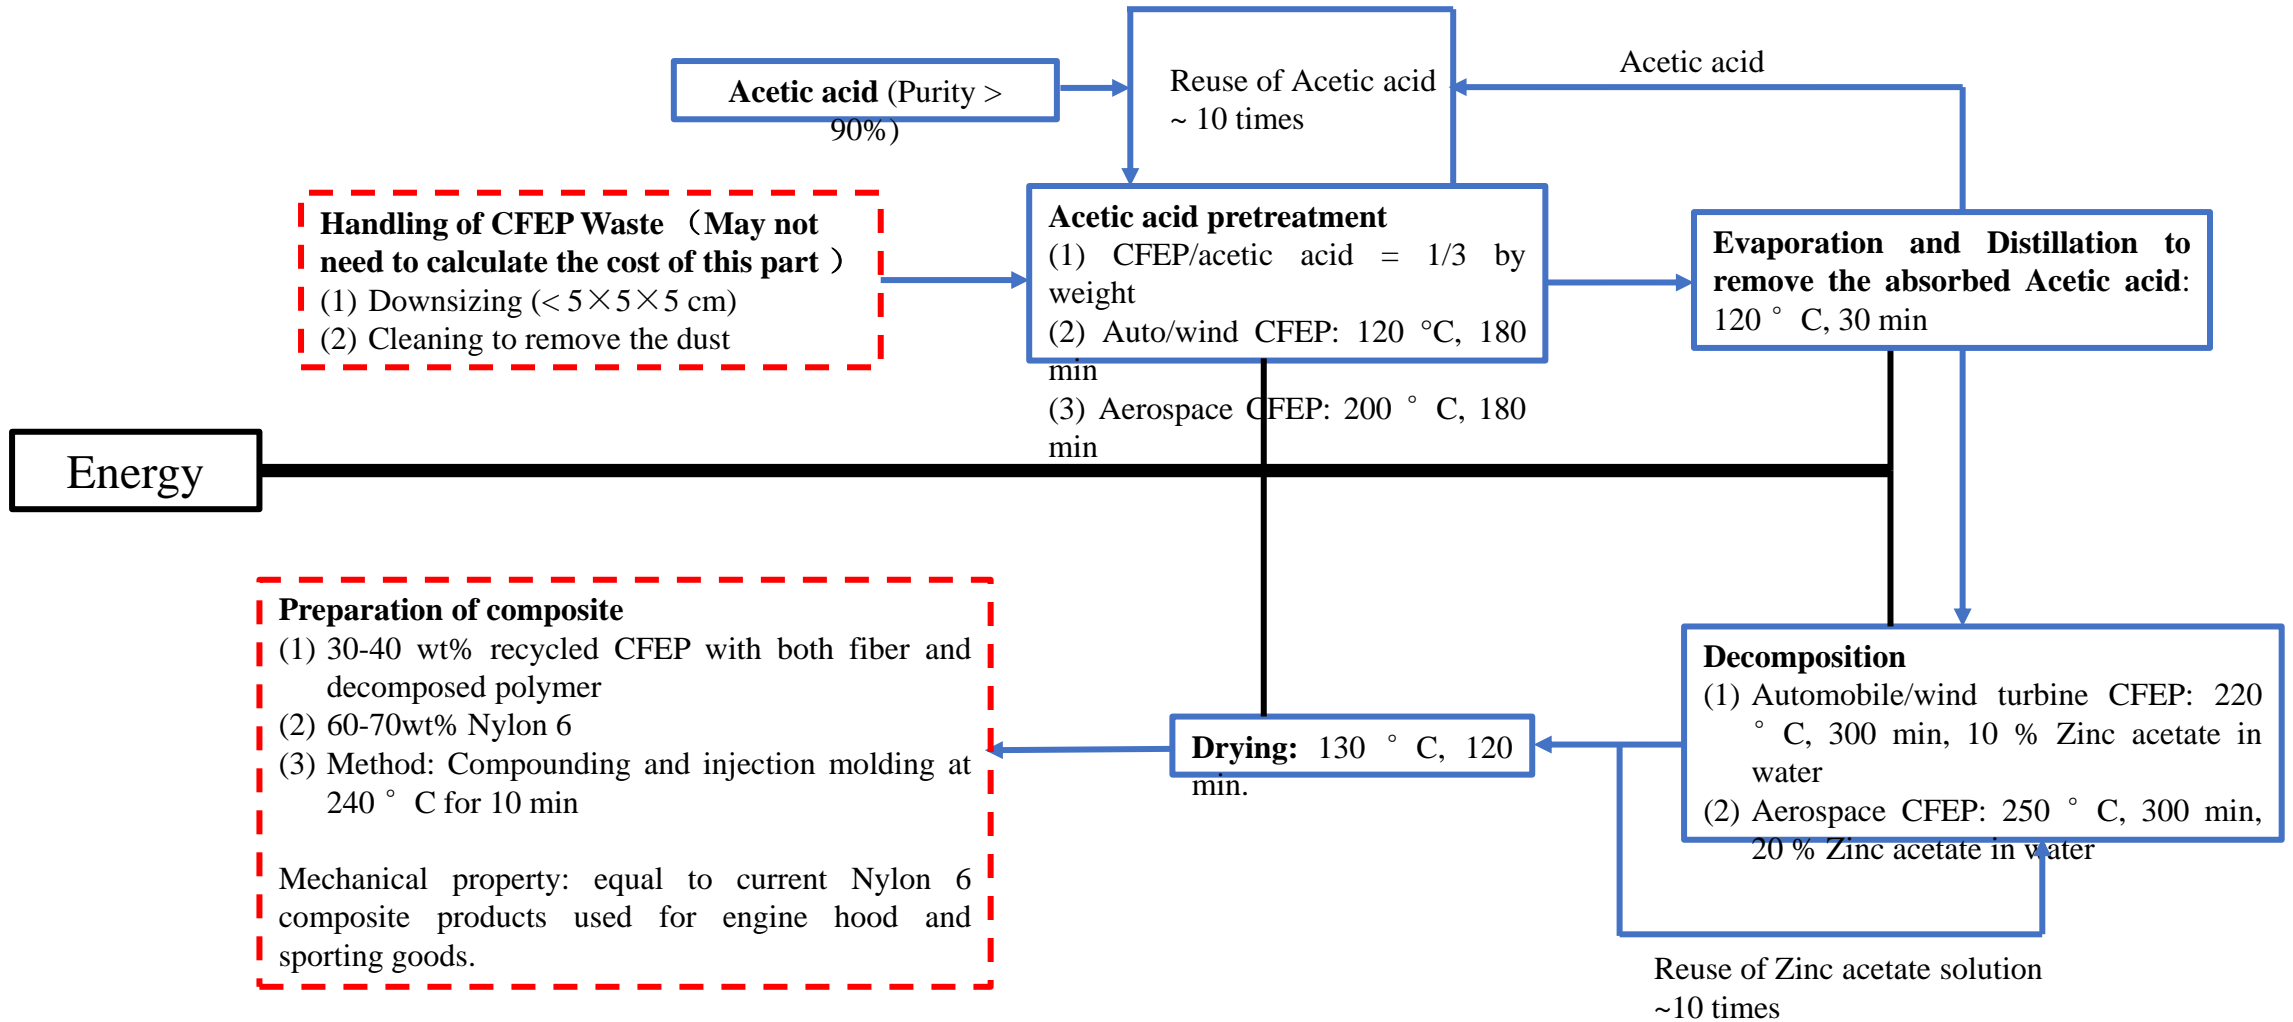 Acetic acid (Purity >
90%)
Reuse of Acetic acid
~ 10 times
Acetic acid
Handling of CFEP Waste （May not
need to calculate the cost of this part ）
(1) Downsizing (< 5×5×5 cm)
(2) Cleaning to remove the dust
Acetic acid pretreatment
(1) CFEP/acetic acid = 1/3 by
weight
(2) Auto/wind CFEP: 120 °C, 180
min
(3) Aerospace CFEP: 200 ° C, 180
min
Evaporation and Distillation to
remove the absorbed Acetic acid:
120 ° C, 30 min
Energy
Preparation of composite
(1) 30-40 wt% recycled CFEP with both fiber and
decomposed polymer
(2) 60-70wt% Nylon 6
(3) Method: Compounding and injection molding at
240 ° C for 10 min
Mechanical property: equal to current Nylon 6
composite products used for engine hood and
sporting goods.
Drying: 130 ° C, 120
min.
Decomposition
(1) Automobile/wind turbine CFEP: 220
° C, 300 min, 10 % Zinc acetate in
water
(2) Aerospace CFEP: 250 ° C, 300 min,
20 % Zinc acetate in water
Reuse of Zinc acetate solution
~10 times